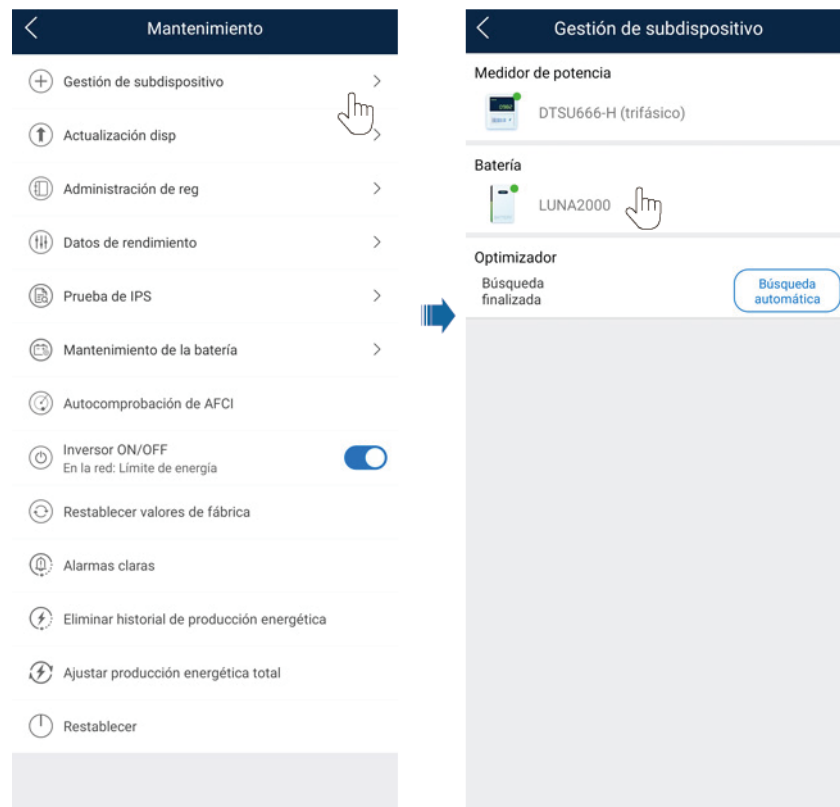 Mantenimiento
Gestión de subdispositivo
Actualización disp
Administración de reg
Datos de rendimiento
Prueba de IPS
Mantenimiento de la batería
Autocomprobación de AFCI
Inversor ON/OFF
En la red: Límite de energía
Restablecer valores de fábrica
Alarmas claras
Eliminar historial de producción energética
Ajustar producción energética total
Restablecer
Gestión de subdispositivo
Medidor de potencia
DTSU666-H (trifásico)
Batería
LUNA2000
Optimizador
Búsqueda
finalizada
Búsqueda
automática